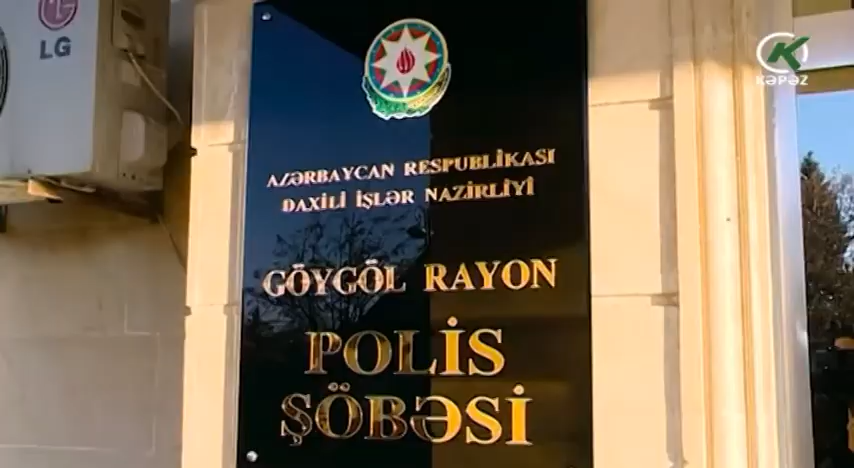 LG
KƏPƏZ
AZƏRBAYCAN RESPUBLİKASI
DAXİLİ İŞLƏR NAZİRLİYİ
GÖYGÖL RAYON
POLİS
ŞÖBƏSİ